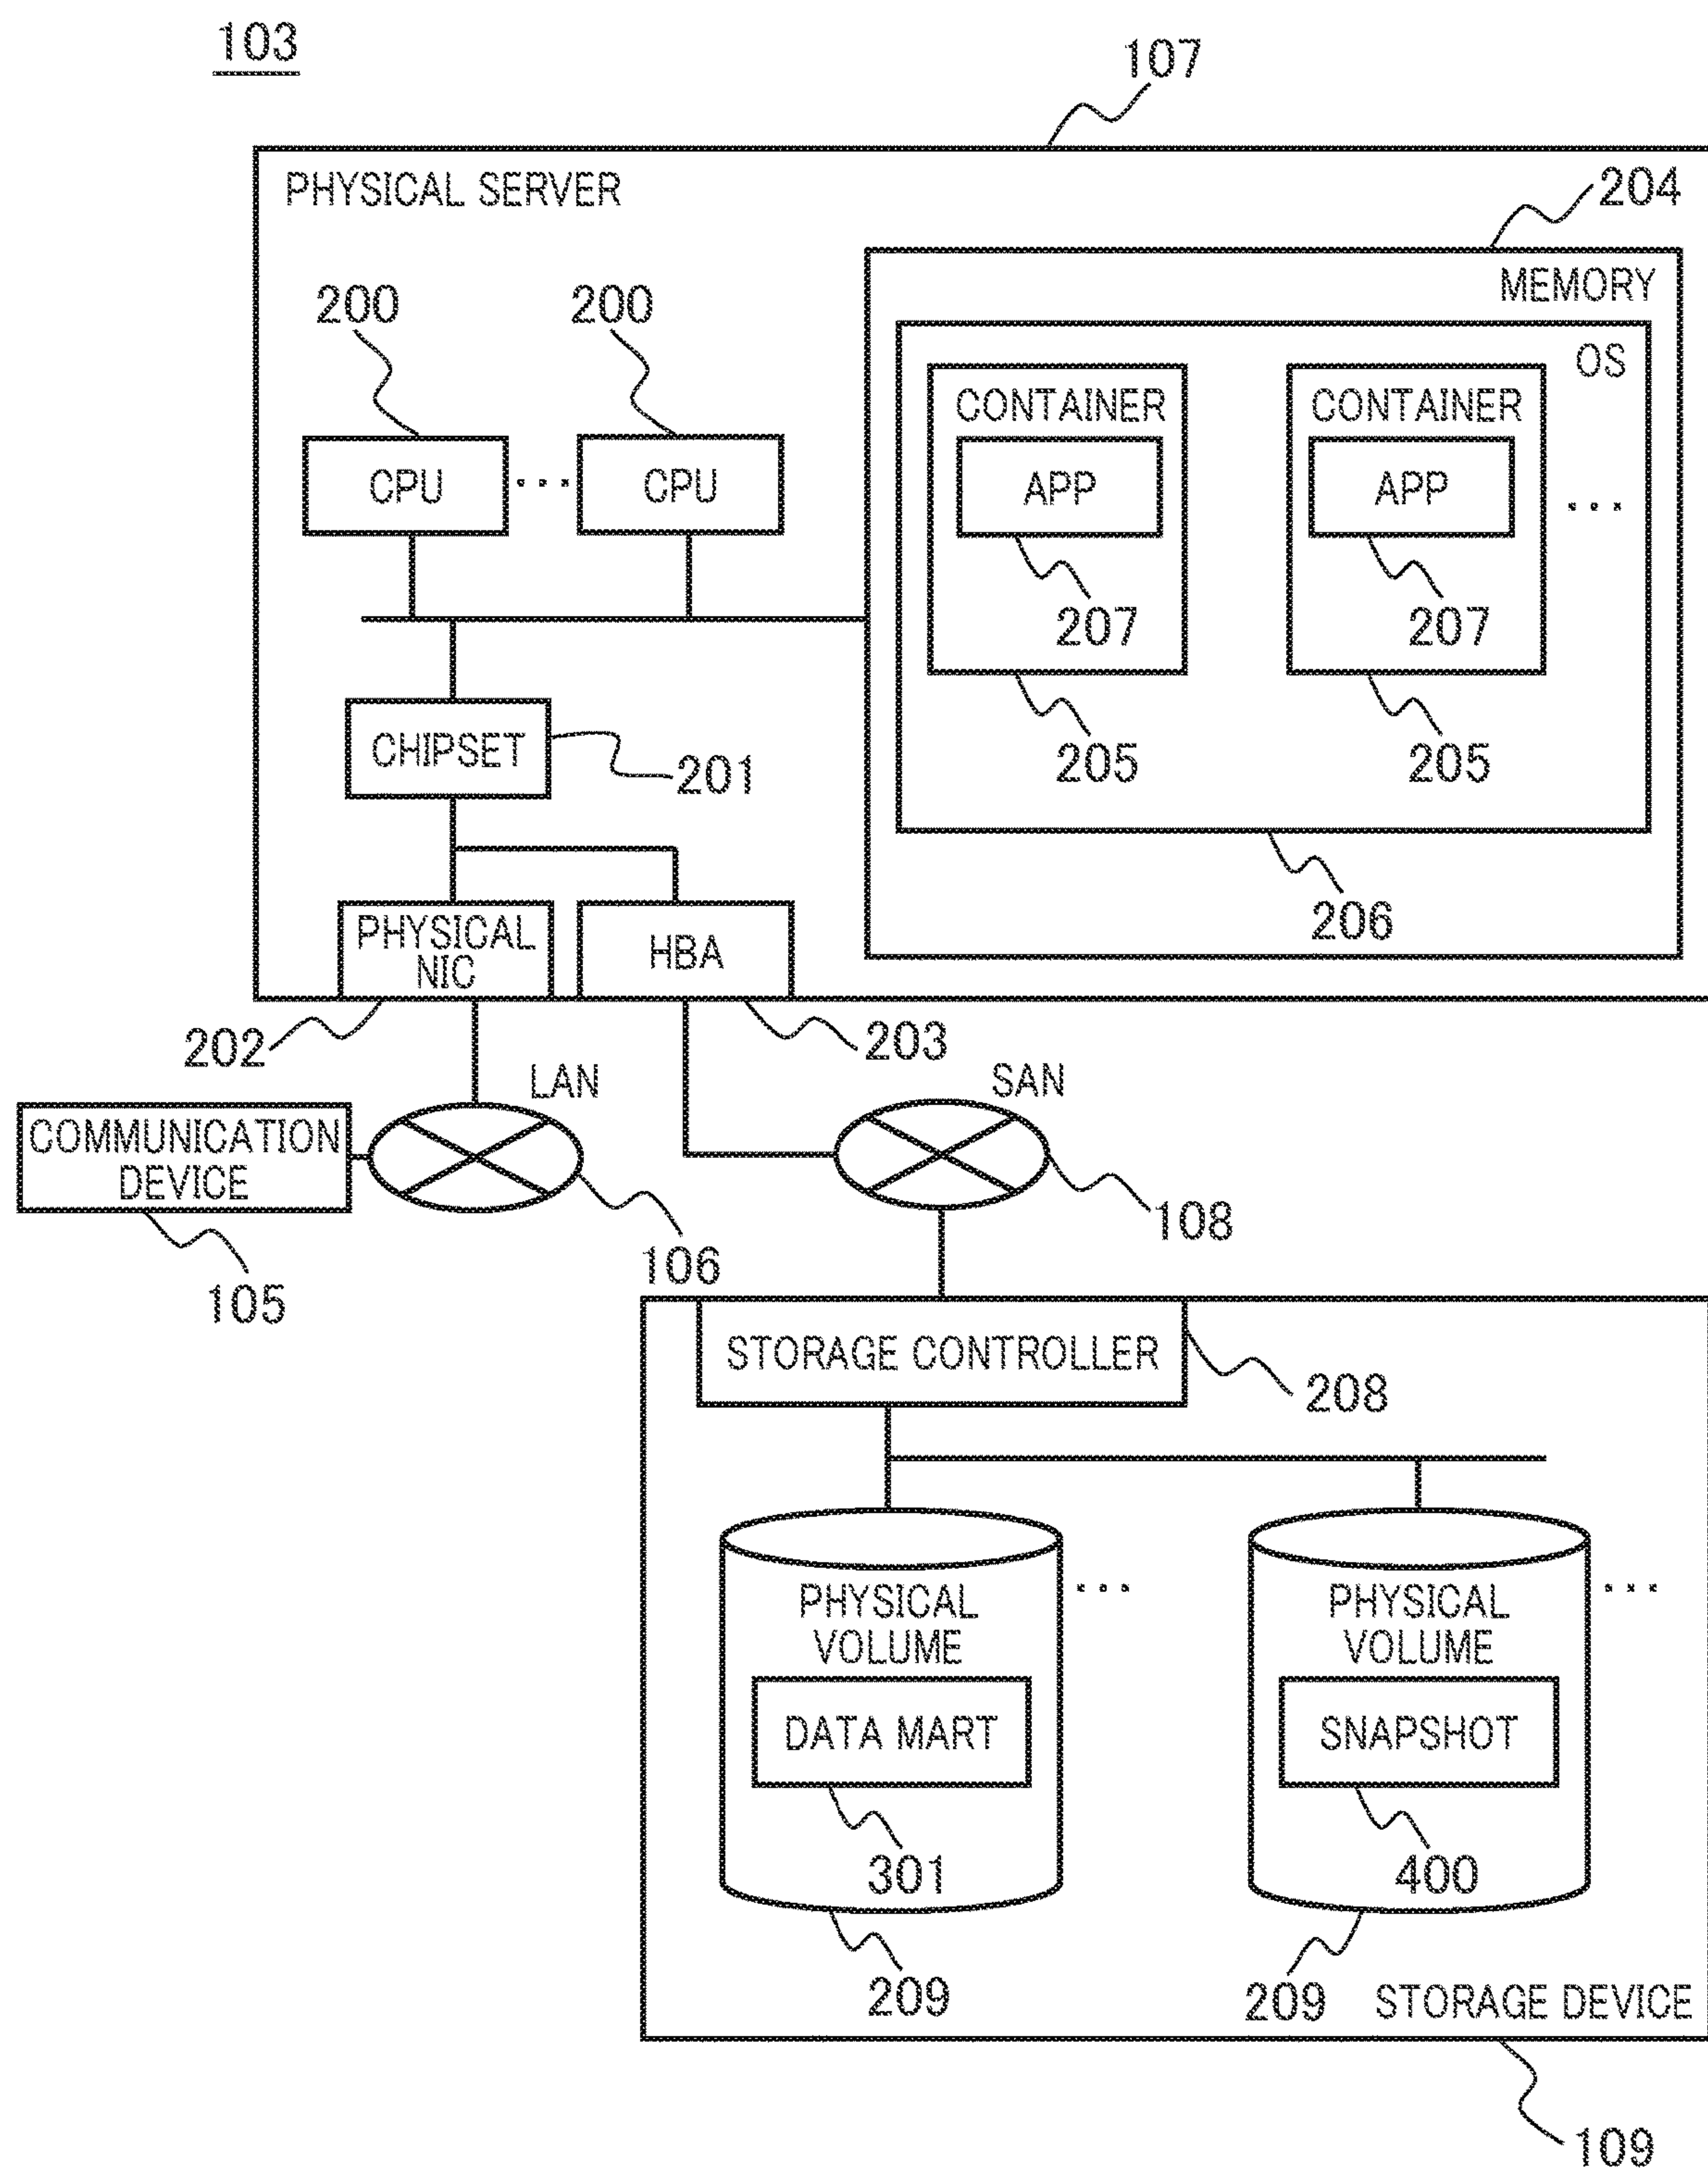 103
107
PHYSICAL SERVER
204
MEMORY
200
200
OS
CONTAINER
CONTAINER
CPU
...
CPU
APP
APP
...
207
207
CHIPSET
201
205
205
206
PHYSICAL
NIC
HBA
202
203
LAN
SAN
COMMUNICATION
DEVICE
105
106
108
STORAGE CONTROLLER
208
PHYSICAL
VOLUME
...
PHYSICAL
VOLUME
...
DATA MART
SNAPSHOT
301
400
209
209
STORAGE DEVICE
109